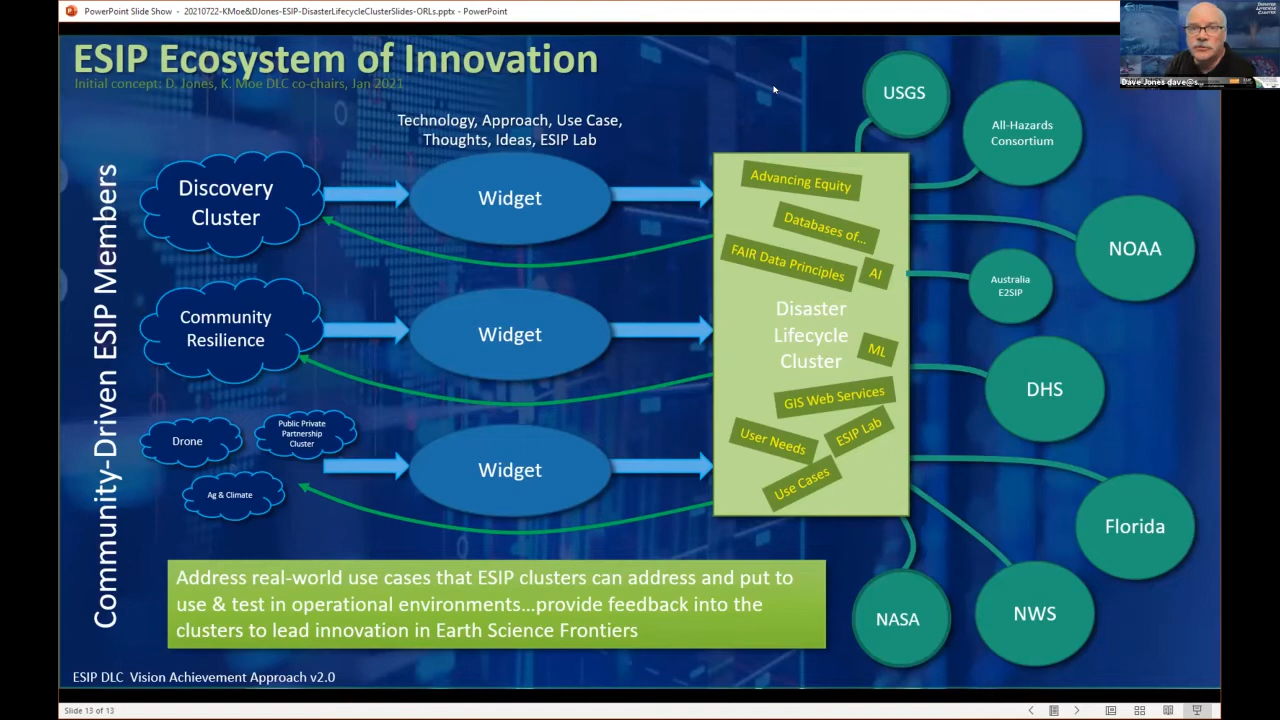 PowerPoint Slide Show - 20210722-KMoe&DJones-ESIP-DisasterLifecycleClusterSlides-ORLs.pptx - PowerPoint
ESIP Ecosystem of Innovation
Initial concept: D. Jones, K. Moe DLC co-chairs, Jan 2021
Dave Jones dave@s...
Technology, Approach, Use Case,
Thoughts, Ideas, ESIP Lab
Community-Driven ESIP Members
Discovery
Cluster
Widget
Community
Resilience
Widget
Drone
Public Private
Partnership
Cluster
Ag & Climate
Widget
Advancing Equity
Databases of...
FAIR Data Principles
AI
Disaster
Lifecycle
Cluster
ML
GIS Web Services
User Needs
ESIP Lab
Use Cases
USGS
All-Hazards
Consortium
NOAA
Australia
E2SIP
DHS
Florida
NWS
NASA
Address real-world use cases that ESIP clusters can address and put to
use & test in operational environments...provide feedback into the
clusters to lead innovation in Earth Science Frontiers
ESIP DLC Vision Achievement Approach v2.0
Slide 13 of 13